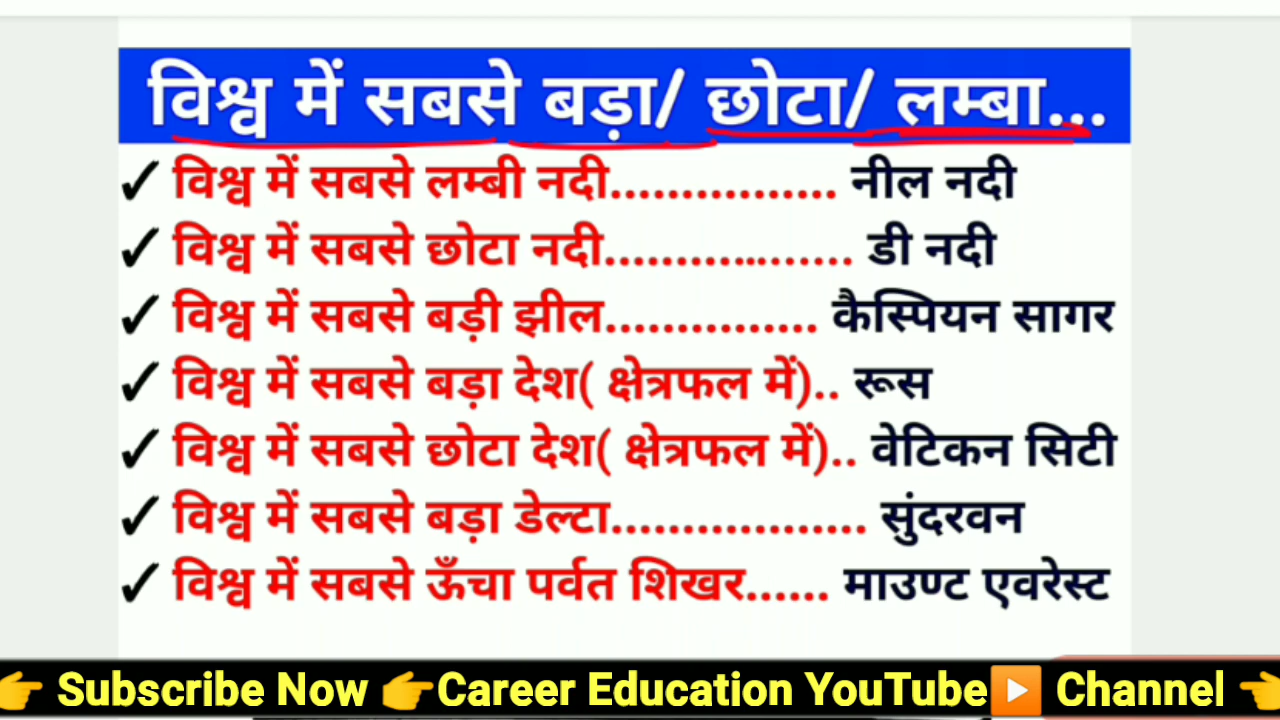 विश्व में सबसे बड़ा/ छोटा/ लम्बा...
✓ विश्व में सबसे लम्बी नदी................ नील नदी
✓ विश्व में सबसे छोटा नदी.................. डी नदी
✓ विश्व में सबसे बड़ी झील............... कैस्पियन सागर
✓ विश्व में सबसे बड़ा देश( क्षेत्रफल में).. रूस
✓ विश्व में सबसे छोटा देश( क्षेत्रफल में).. वेटिकन सिटी
✓ विश्व में सबसे बड़ा डेल्टा.................. सुंदरवन
✓ विश्व में सबसे ऊँचा पर्वत शिखर...... माउण्ट एवरेस्ट
👉 Subscribe Now 👉Career Education YouTube▶️ Channel 👈